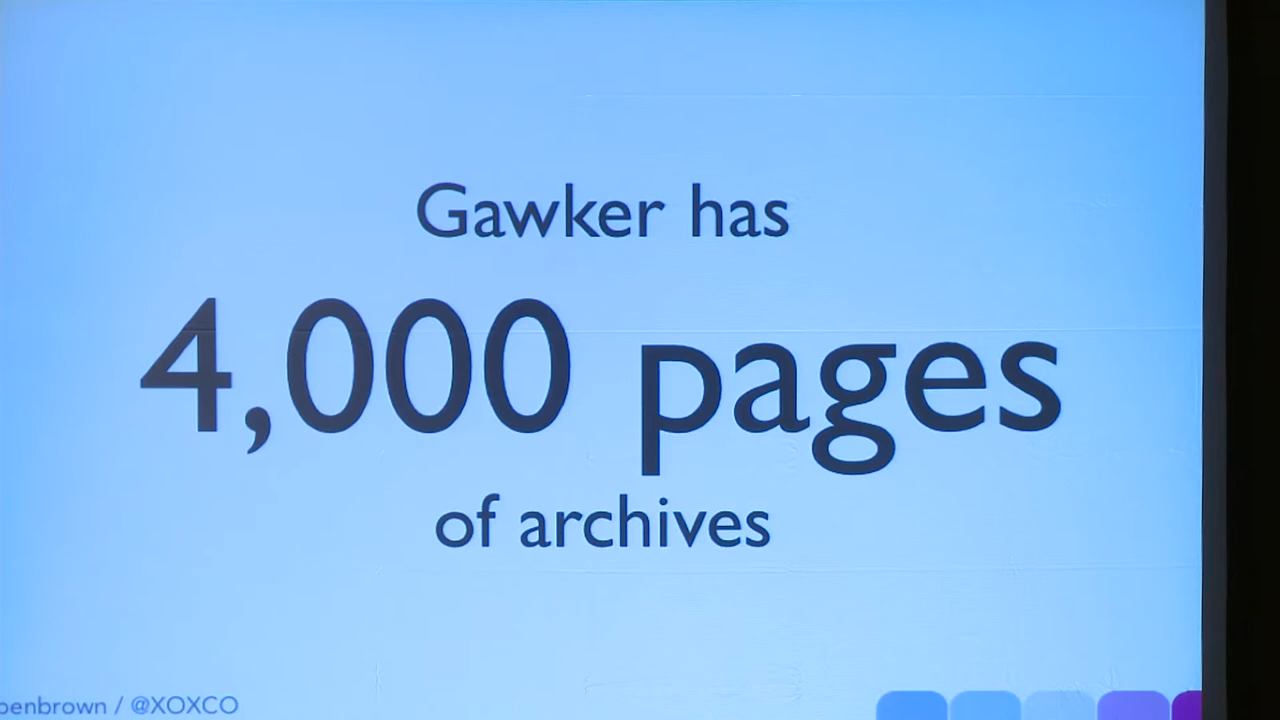 Gawker has
4,000 pages
of archives
/ @XOXCO